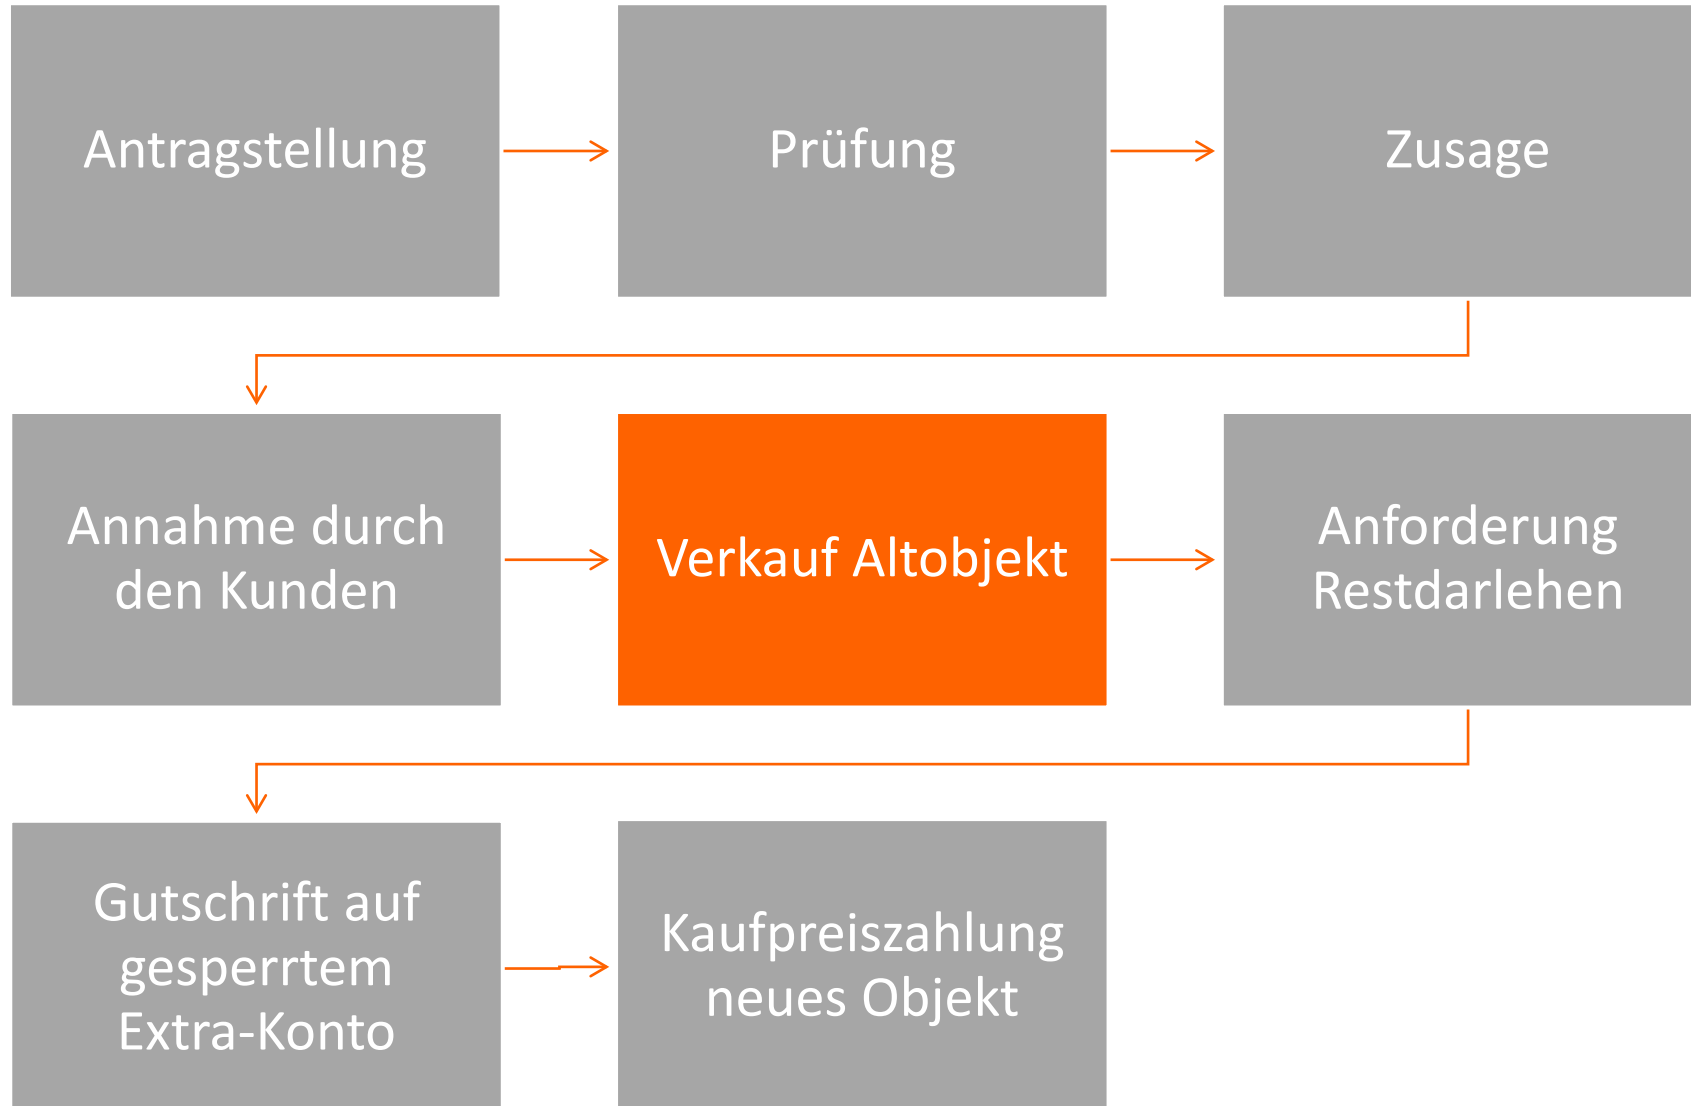 Antragstellung
Prüfung
Zusage
Annahme durch
den Kunden
Verkauf Altobjekt
Anforderung
Restdarlehen
Gutschrift auf
gesperrtem
Extra-Konto
Kaufpreiszahlung
neues Objekt